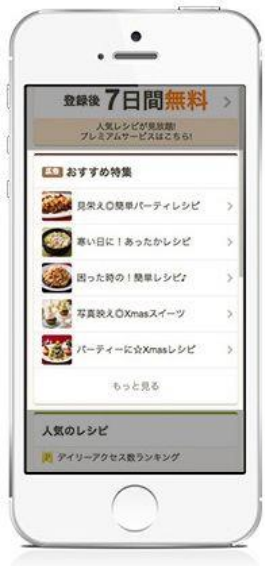 登録後 7日間無料
人気レシピが見放題!
プレミアムサービスはこちら!
広告 おすすめ特集
見栄え◎簡単パーティレシピ
寒い日に！あったかレシピ
困った時の！簡単レシピ♪
写真映え◎Xmasスイーツ
パーティーに☆Xmasレシピ
もっと見る
人気のレシピ
デイリーアクセス数ランキング